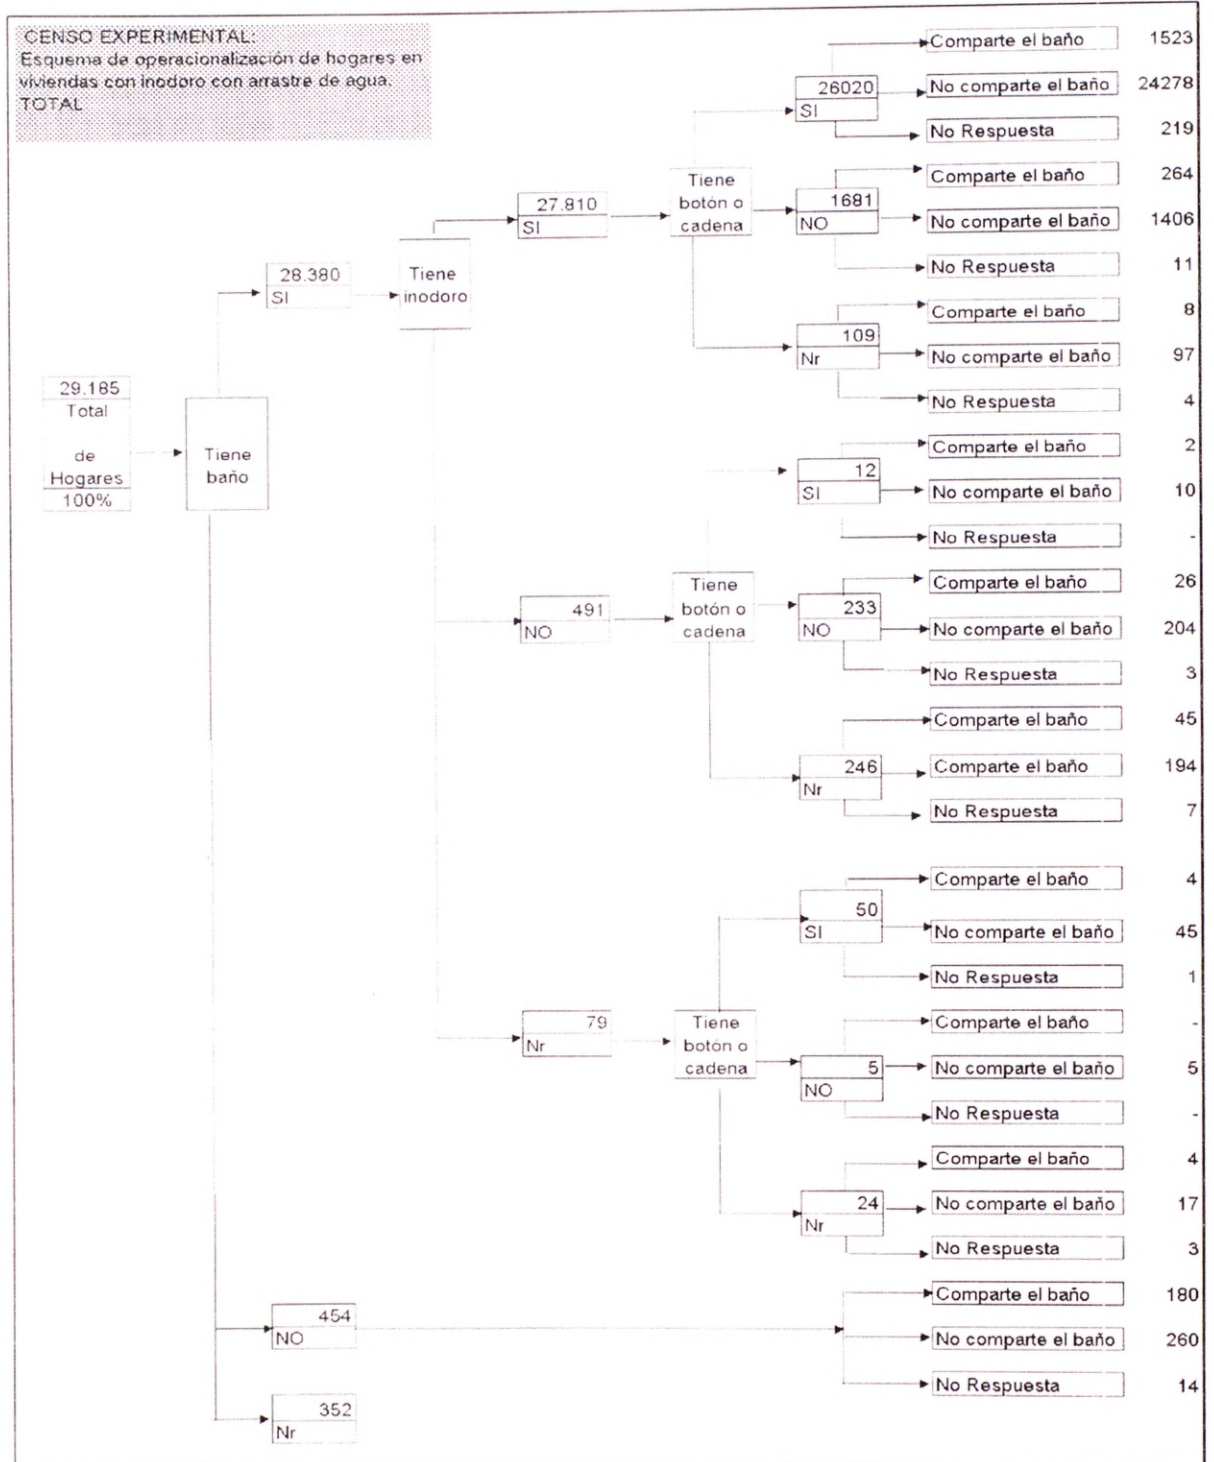 CENSO EXPERIMENTAL:
Esquema de operacionalización de hogares en
viviendas con inodoro con arrastre de agua.
TOTAL
29.185
Total
de
Hogares
100%
Tiene
baño
28.380
SI
Tiene
inodoro
27.810
SI
Tiene
botón o
cadena
26020
SI
Comparte el baño 1523
No comparte el baño 24278
No Respuesta 219
1681
NO
Comparte el baño 264
No comparte el baño 1406
No Respuesta 11
109
Nr
Comparte el baño 8
No comparte el baño 97
No Respuesta 4
491
NO
Tiene
botón o
cadena
12
SI
Comparte el baño 2
No comparte el baño 10
No Respuesta -
233
NO
Comparte el baño 26
No comparte el baño 204
No Respuesta 3
246
Nr
Comparte el baño 45
Comparte el baño 194
No Respuesta 7
79
Nr
Tiene
botón o
cadena
50
SI
Comparte el baño 4
No comparte el baño 45
No Respuesta 1
5
NO
Comparte el baño -
No comparte el baño 5
No Respuesta -
24
Nr
Comparte el baño 4
No comparte el baño 17
No Respuesta 3
454
NO
Comparte el baño 180
No comparte el baño 260
No Respuesta 14
352
Nr